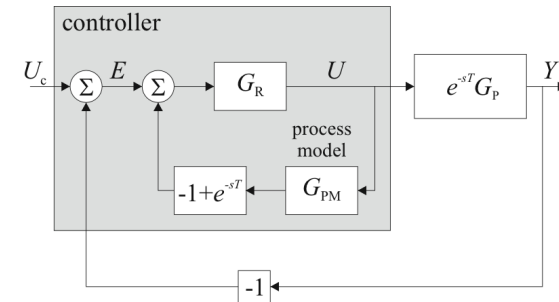 controller
U_c
Σ
E
Σ
G_R
U
e^{-sT}G_P
Y
process
model
-1+e^{-sT}
G_PM
-1